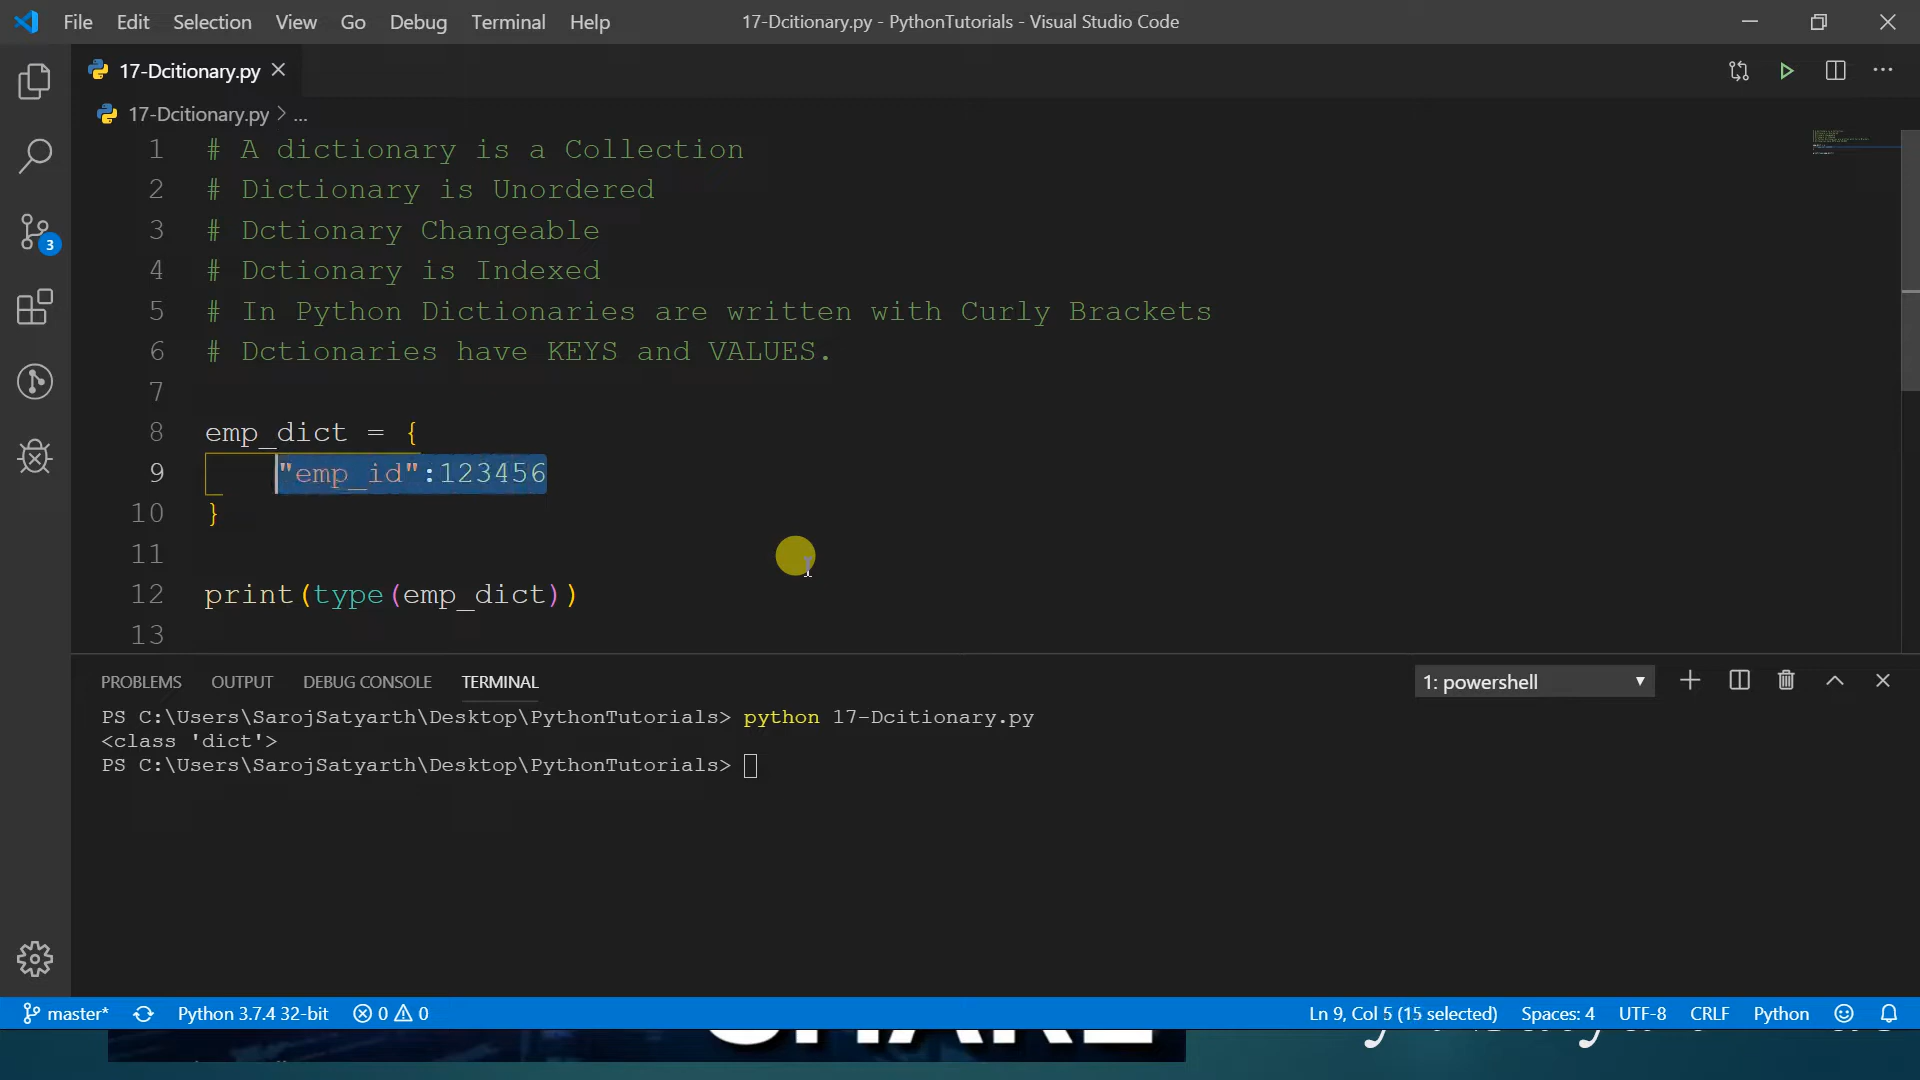 File Edit Selection View Go Debug Terminal Help 17-Dcitionary.py - PythonTutorials - Visual Studio Code
17-Dcitionary.py
17-Dcitionary.py > ...
1 # A dictionary is a Collection
2 # Dictionary is Unordered
3 # Dctionary Changeable
4 # Dctionary is Indexed
5 # In Python Dictionaries are written with Curly Brackets
6 # Dctionaries have KEYS and VALUES.
7
8 emp_dict = {
9 "emp_id":123456
10 }
11
12 print(type(emp_dict))
13
3
PROBLEMS OUTPUT DEBUG CONSOLE TERMINAL 1: powershell
PS C:\Users\SarojSatyarth\Desktop\PythonTutorials> python 17-Dcitionary.py
<class 'dict'>
PS C:\Users\SarojSatyarth\Desktop\PythonTutorials>
master* Python 3.7.4 32-bit 0 0 Ln 9, Col 5 (15 selected) Spaces: 4 UTF-8 CRLF Python